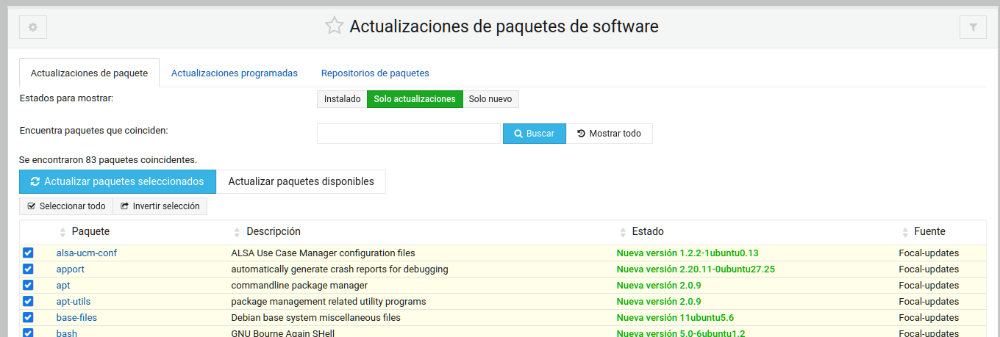 Actualizaciones de paquetes de software
Actualizaciones de paquete Actualizaciones programadas Repositorios de paquetes
Estados para mostrar: Instalado Solo actualizaciones Solo nuevo
Encuentra paquetes que coinciden: Buscar Mostrar todo
Se encontraron 83 paquetes coincidentes.
Actualizar paquetes seleccionados Actualizar paquetes disponibles
Seleccionar todo Invertir selección
Paquete Descripción Estado Fuente
alsa-ucm-conf ALSA Use Case Manager configuration files Nueva versión 1.2.2-1ubuntu0.13 Focal-updates
apport automatically generate crash reports for debugging Nueva versión 2.20.11-0ubuntu27.25 Focal-updates
apt commandline package manager Nueva versión 2.0.9 Focal-updates
apt-utils package management related utility programs Nueva versión 2.0.9 Focal-updates
base-files Debian base system miscellaneous files Nueva versión 11ubuntu5.6 Focal-updates
bash GNU Bourne Again SHell Nueva versión 5.0-6ubuntu1.2 Focal-updates